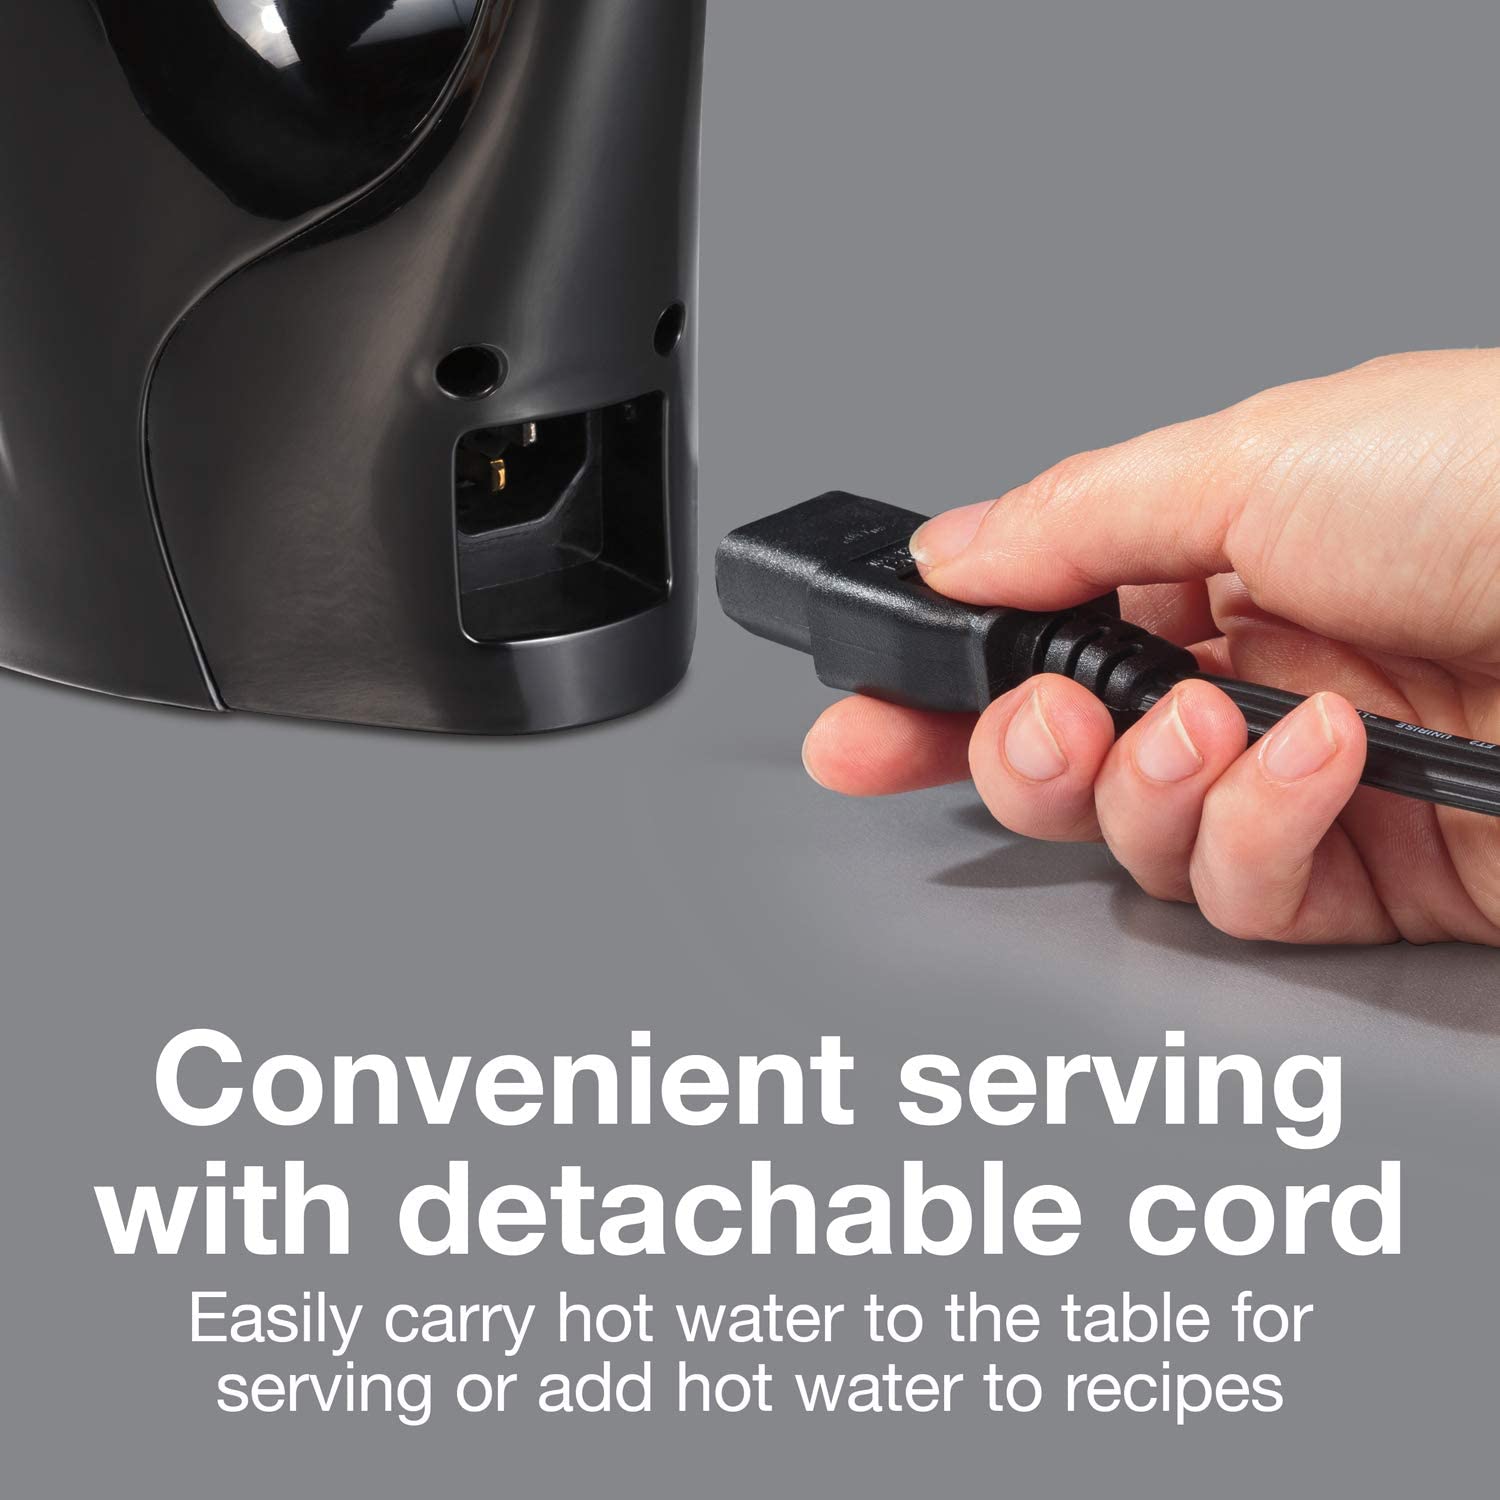 Convenient serving
with detachable cord
Easily carry hot water to the table for
serving or add hot water to recipes
UNIRISE